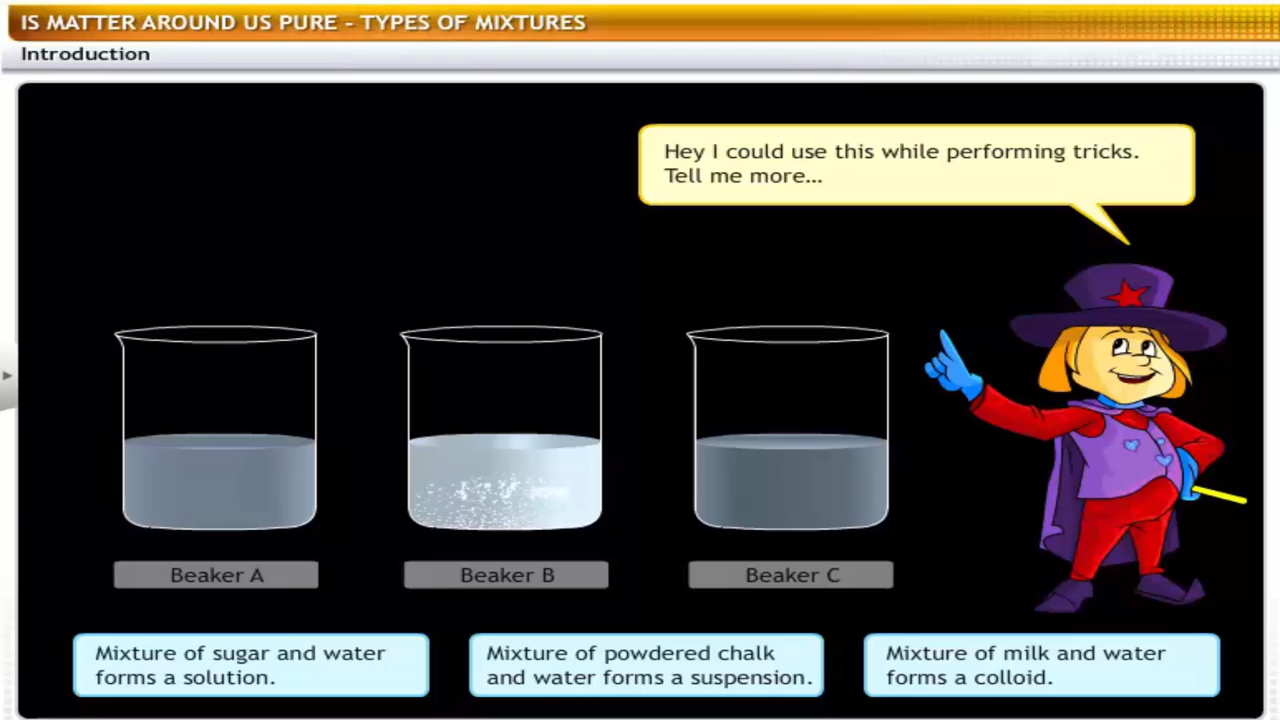 IS MATTER AROUND US PURE - TYPES OF MIXTURES
Introduction
Hey I could use this while performing tricks.
Tell me more...
Beaker A
Beaker B
Beaker C
Mixture of sugar and water
forms a solution.
Mixture of powdered chalk
and water forms a suspension.
Mixture of milk and water
forms a colloid.